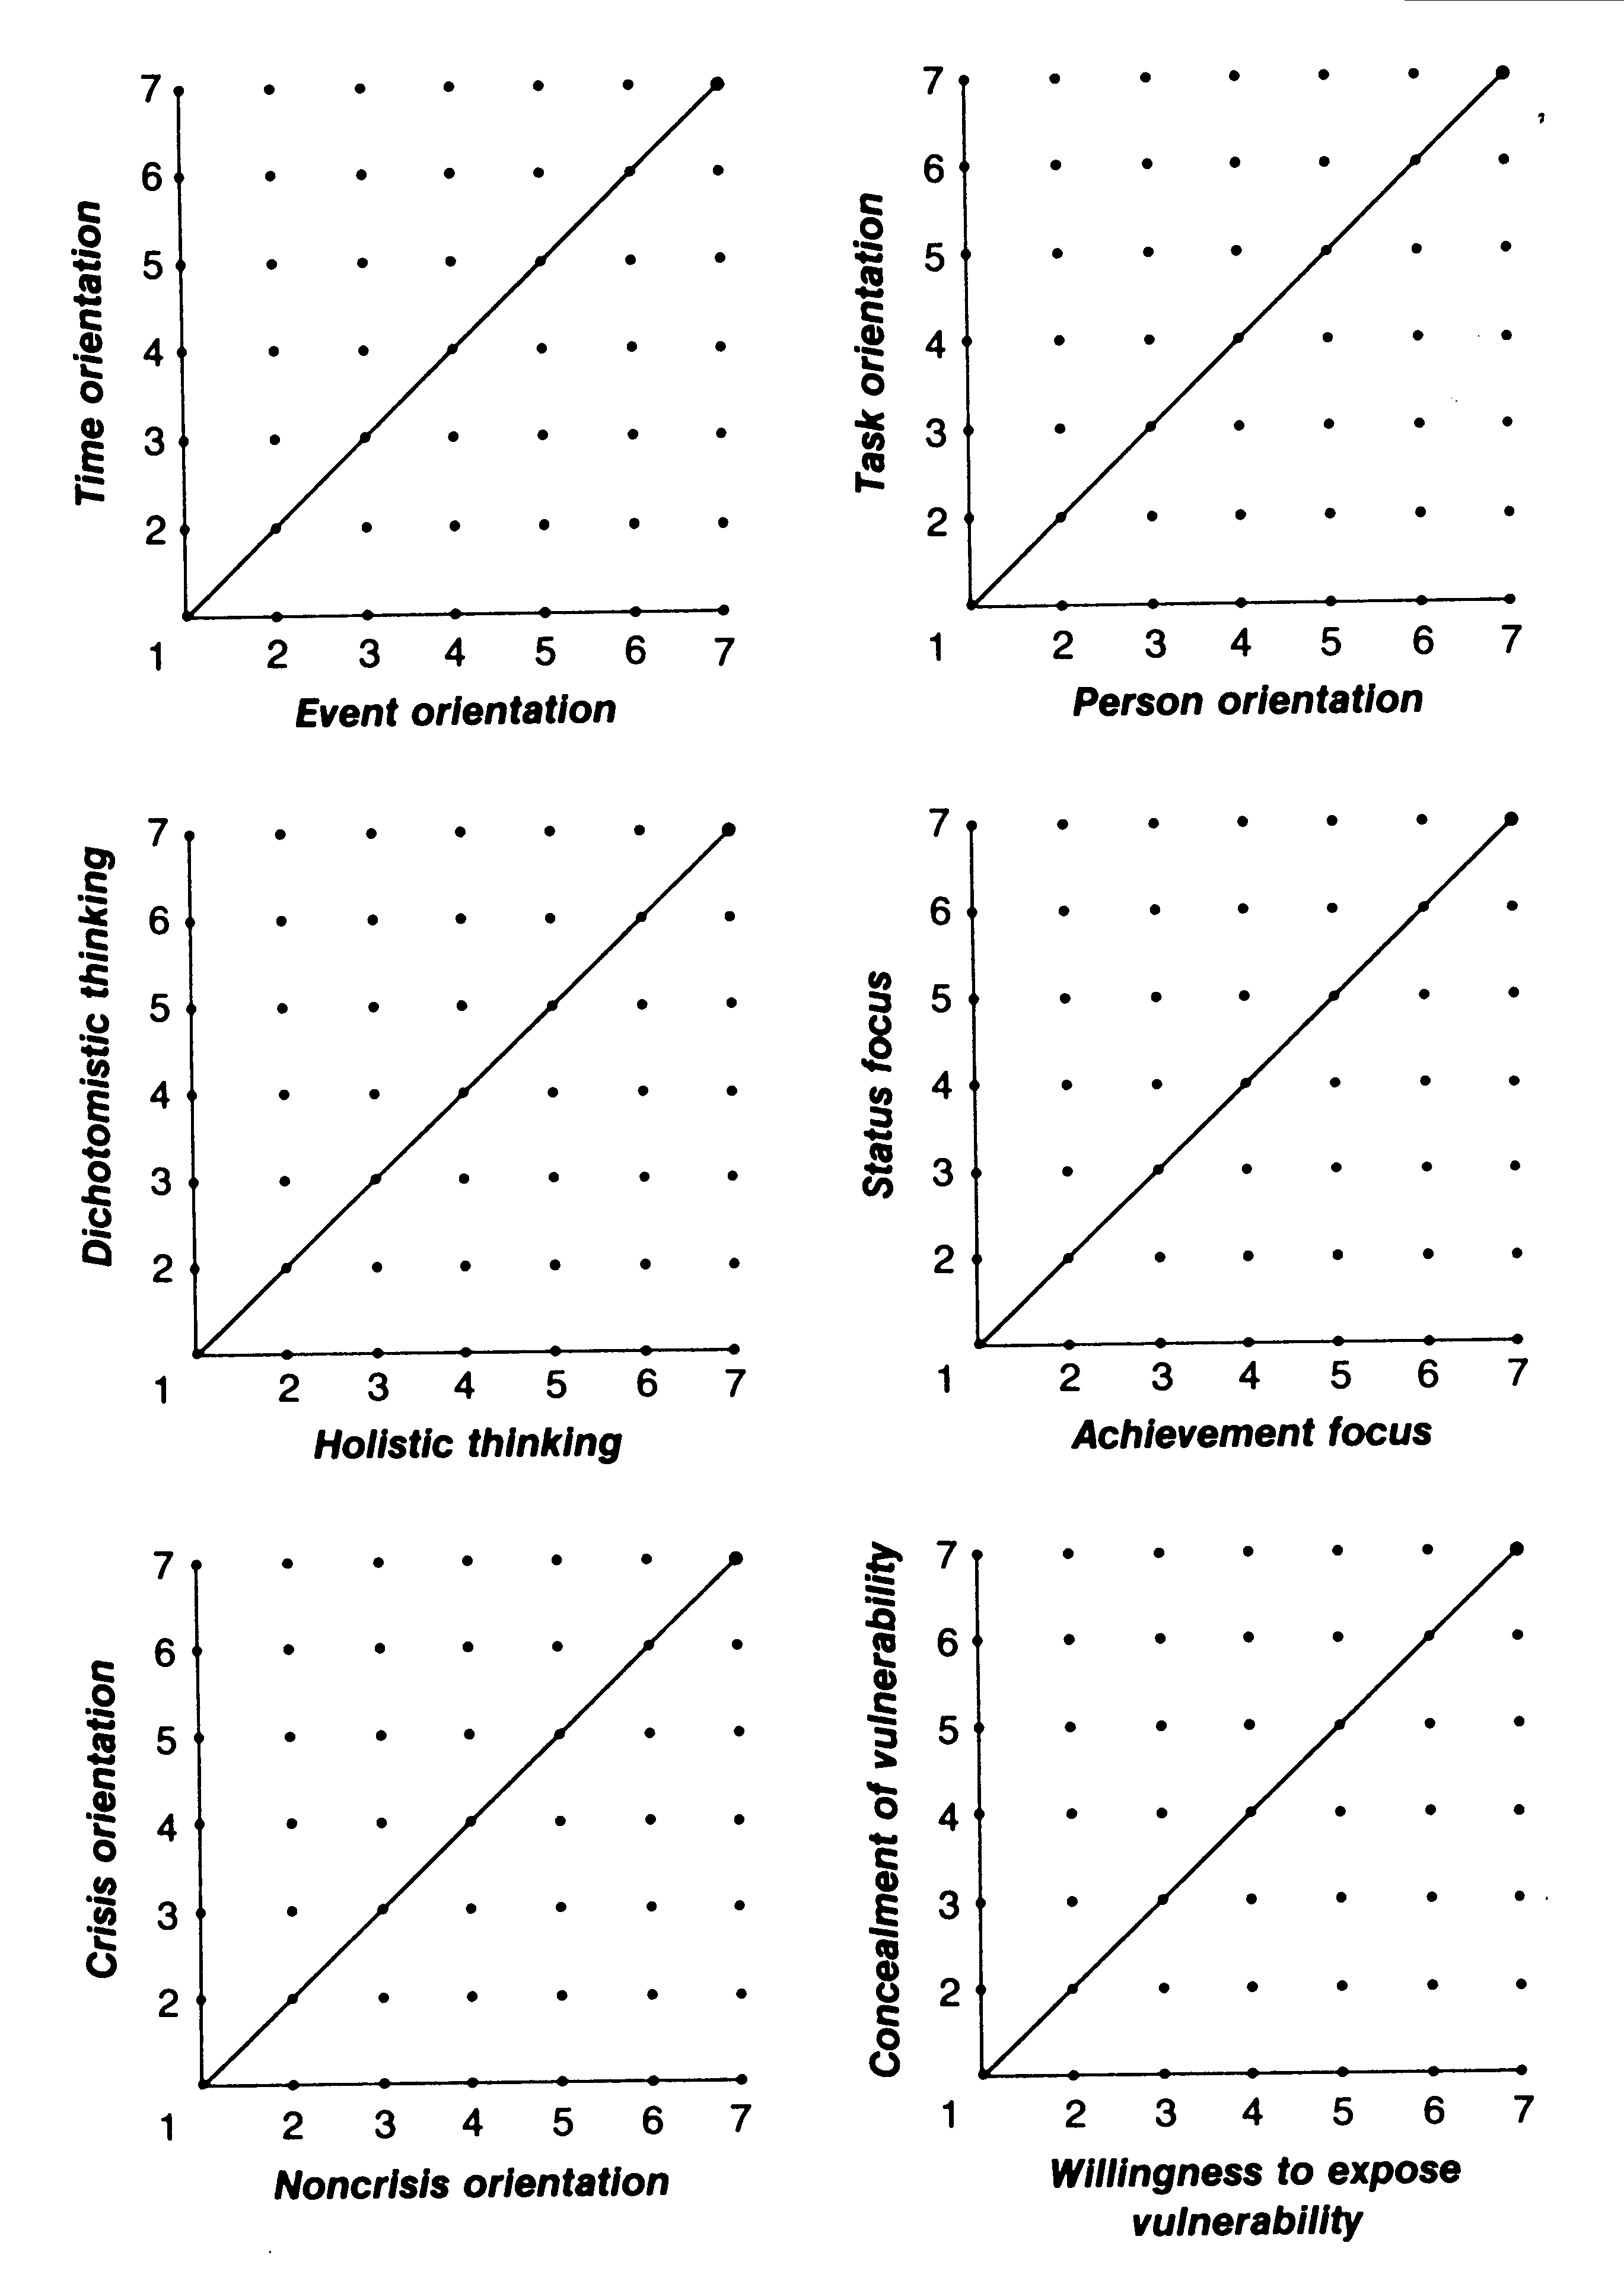 7
6
5
4
3
2
1
2 3 4 5 6 7
Time orientation
Event orientation
7
6
5
4
3
2
1
2 3 4 5 6 7
Task orientation
Person orientation
7
6
5
4
3
2
1
2 3 4 5 6 7
Dichotomistic thinking
Holistic thinking
7
6
5
4
3
2
1
2 3 4 5 6 7
Status focus
Achievement focus
7
6
5
4
3
2
1
2 3 4 5 6 7
Crisis orientation
Noncrisis orientation
7
6
5
4
3
2
1
2 3 4 5 6 7
Concealment of vulnerability
Willingness to expose
vulnerability